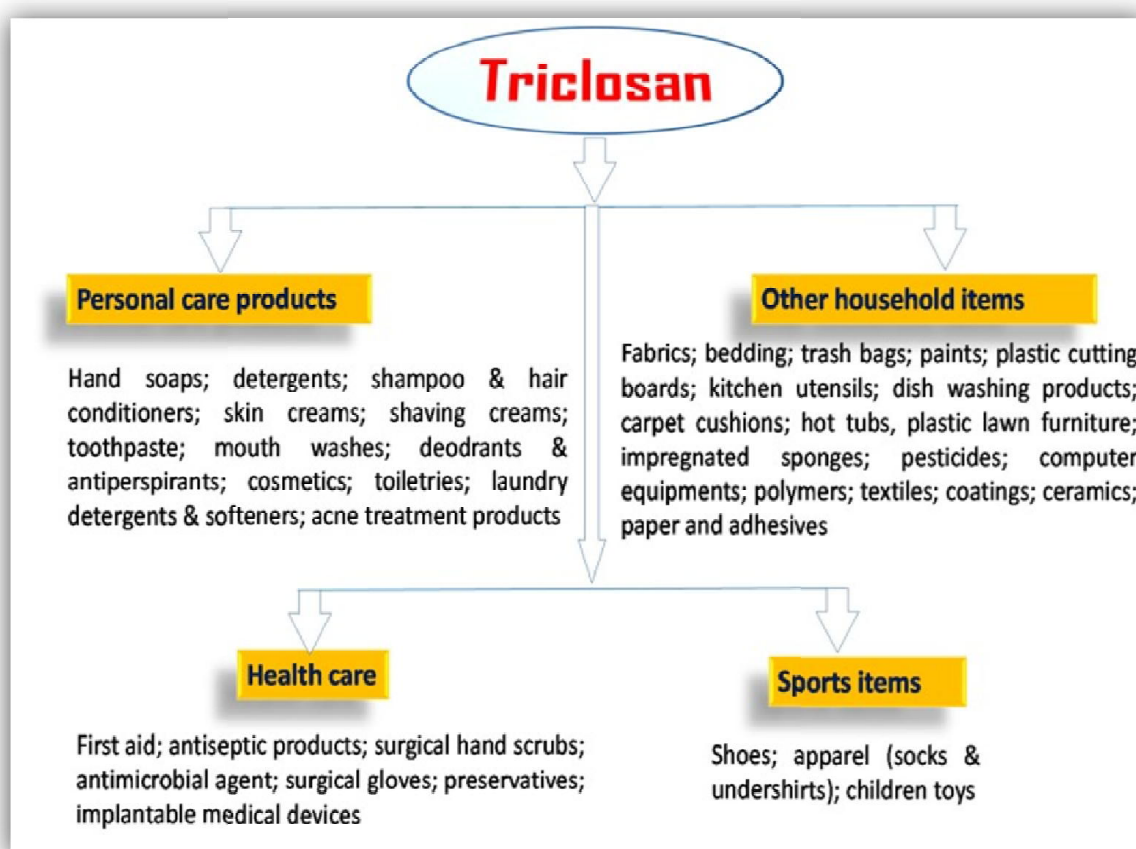 Triclosan
Personal care products
Hand soaps; detergents; shampoo & hair
conditioners; skin creams; shaving creams;
toothpaste; mouth washes; deodrants &
antiperspirants; cosmetics; toiletries; laundry
detergents & softeners; acne treatment products
Other household items
Fabrics; bedding; trash bags; paints; plastic cutting
boards; kitchen utensils; dish washing products;
carpet cushions; hot tubs, plastic lawn furniture;
impregnated sponges; pesticides; computer
equipments; polymers; textiles; coatings; ceramics;
paper and adhesives
Health care
First aid; antiseptic products; surgical hand scrubs;
antimicrobial agent; surgical gloves; preservatives;
implantable medical devices
Sports items
Shoes; apparel (socks &
undershirts); children toys